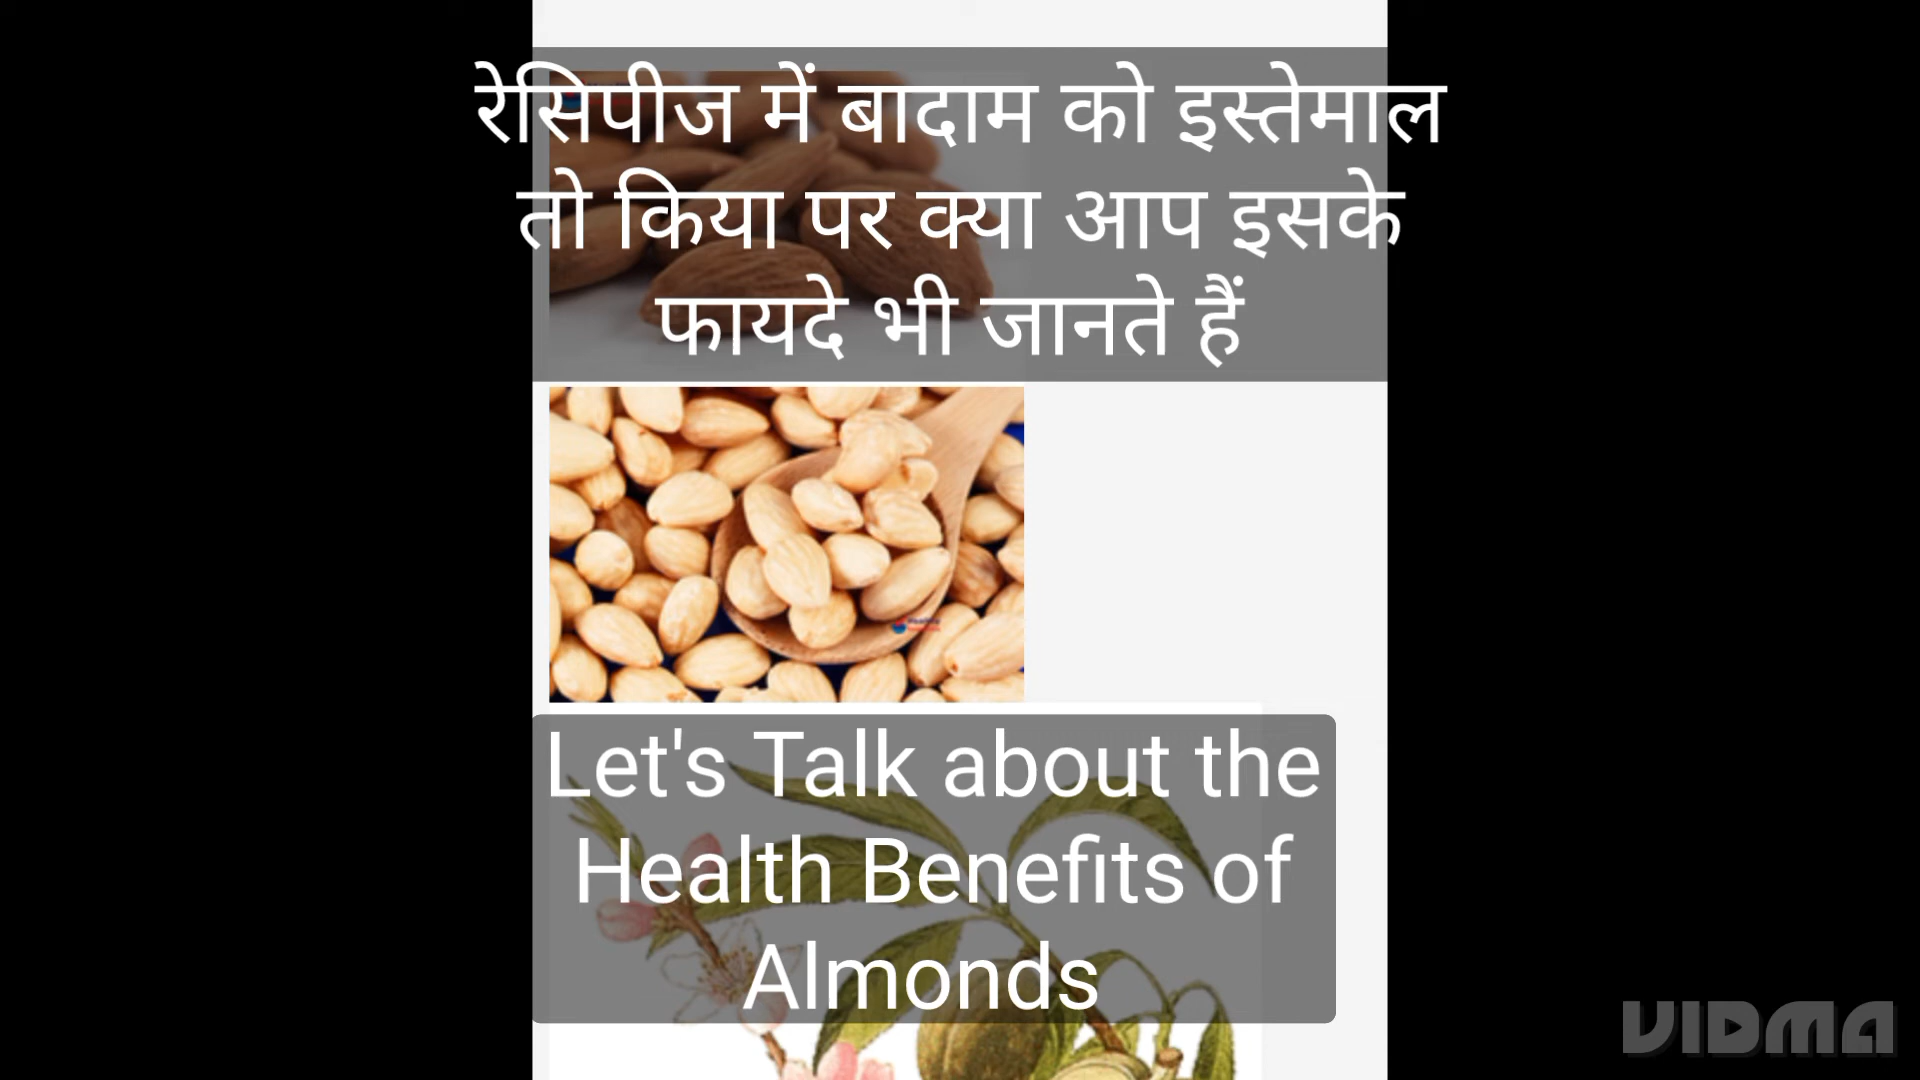 रेसिपीज में बादाम को इस्तेमाल
तो किया पर क्या आप इसके
फायदे भी जानते हैं
Let's Talk about the
Health Benefits of
Almonds
VIDMA